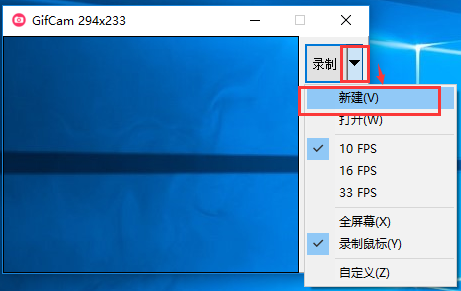 GifCam 294x233
录制
新建(V)
打开(W)
10 FPS
16 FPS
33 FPS
全屏幕(X)
录制鼠标(Y)
自定义(Z)